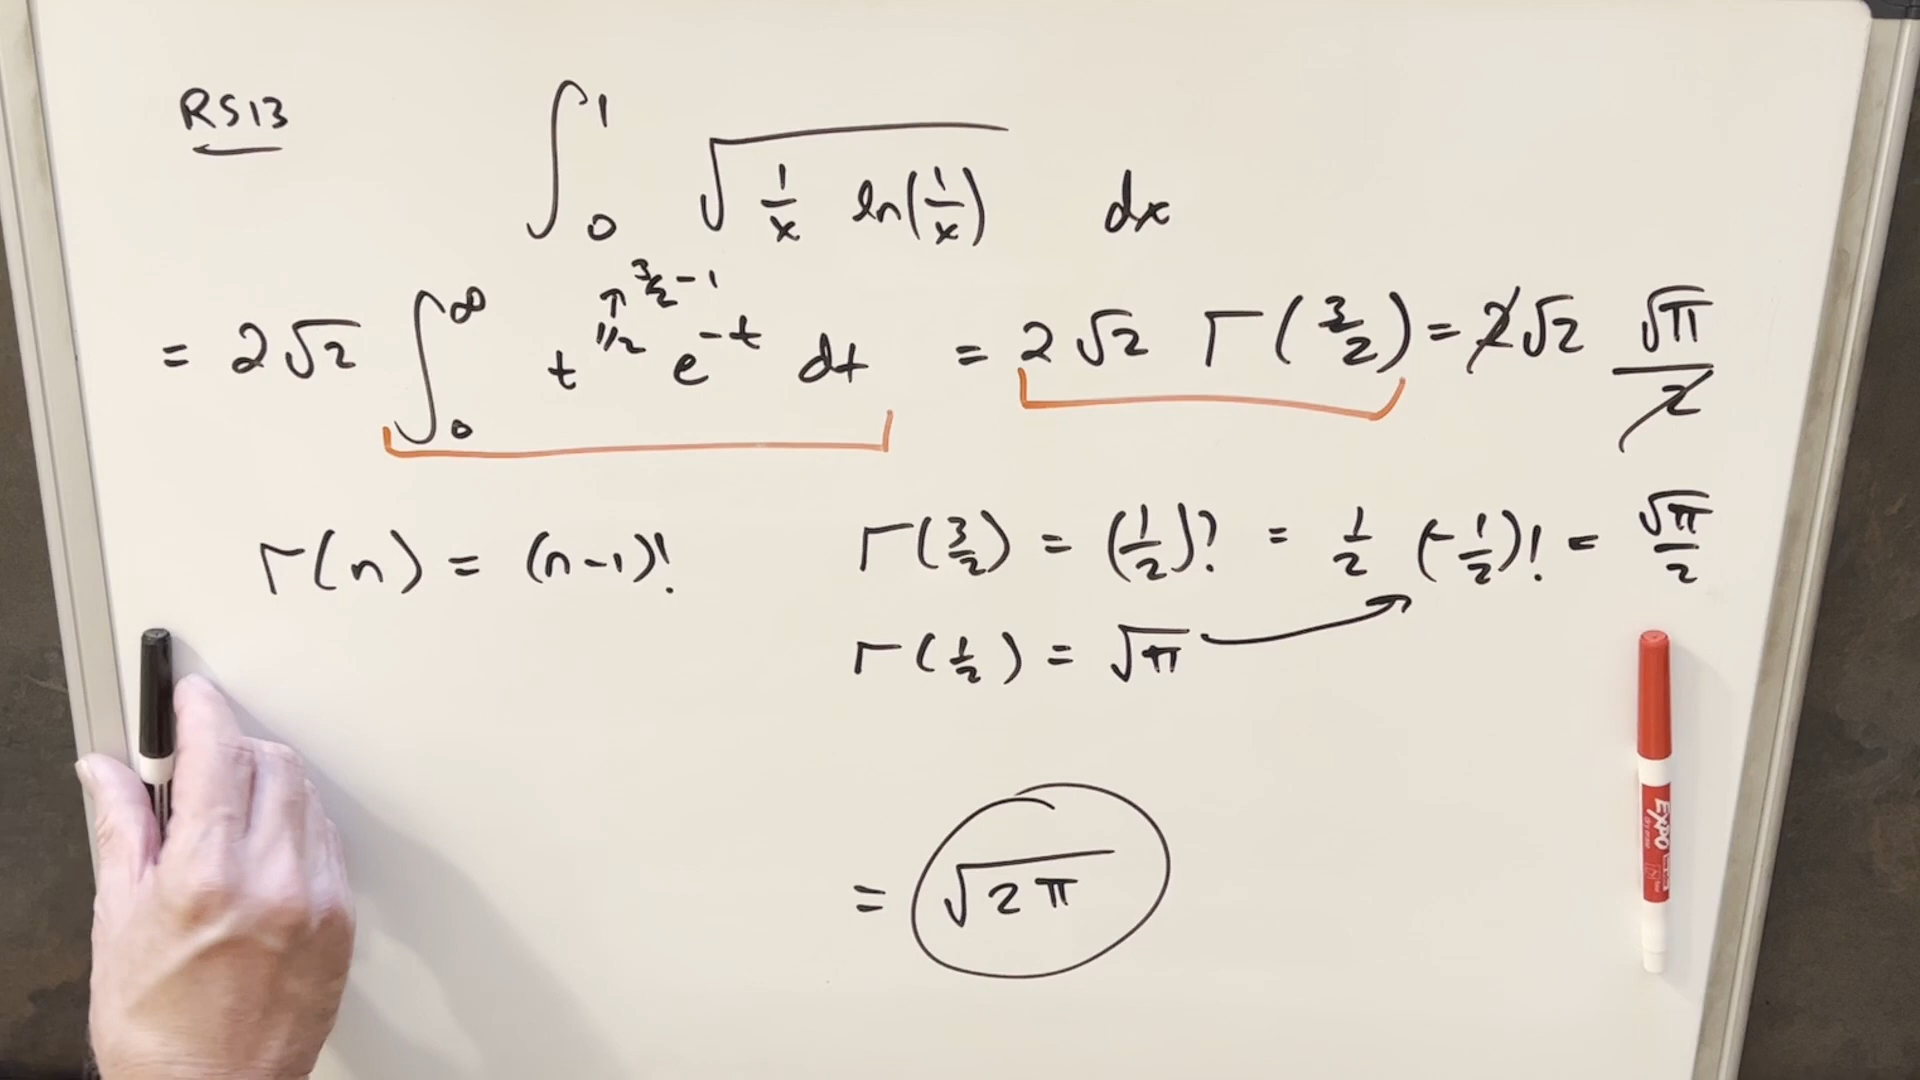 RS13
∫₀¹ √(1/x ln(1/x)) dx
= 2√2 ∫₀^∞ t^(1/2) e^(-t) dt = 2√2 Γ(3/2) = 2√2 √π/2
↑ 3/2 - 1
Γ(n) = (n-1)! Γ(3/2) = (1/2)! = 1/2 (-1/2)! = √π/2
Γ(1/2) = √π
= √2π
EXPO